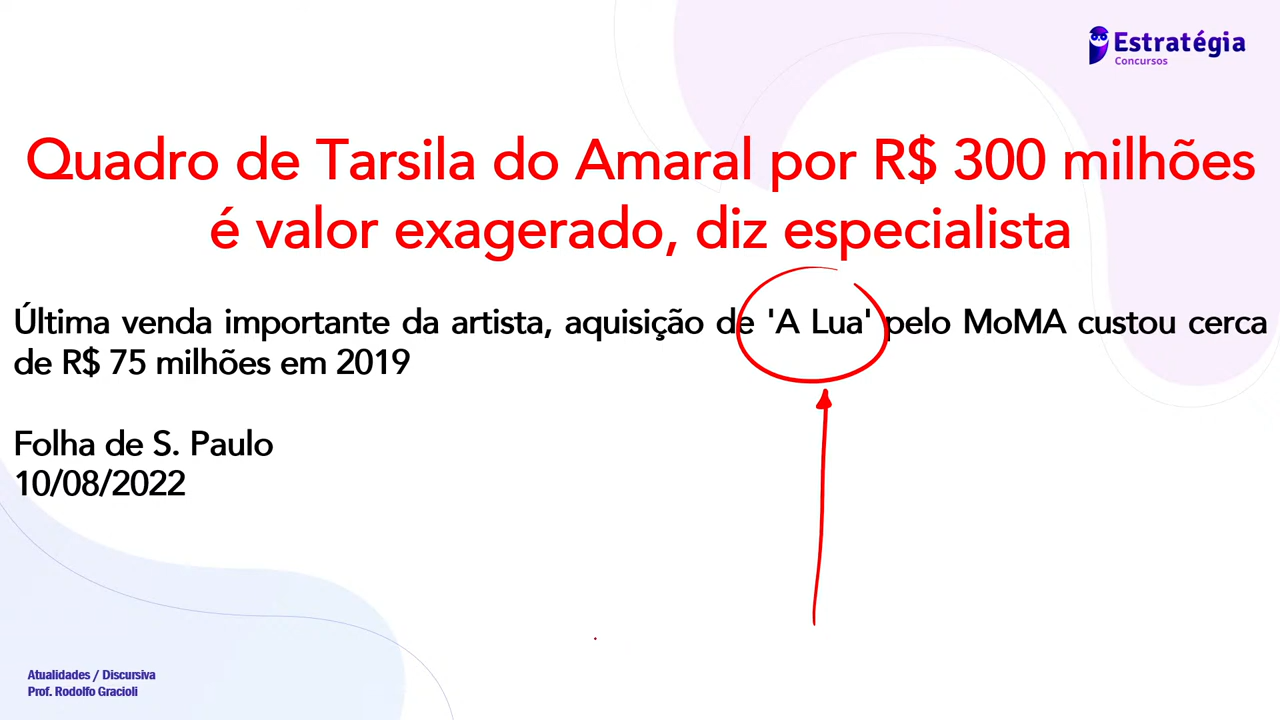 Estratégia
Concursos
Quadro de Tarsila do Amaral por R$ 300 milhões
é valor exagerado, diz especialista
Última venda importante da artista, aquisição de 'A Lua' pelo MoMA custou cerca
de R$ 75 milhões em 2019
Folha de S. Paulo
10/08/2022
Atualidades / Discursiva
Prof. Rodolfo Gracioli